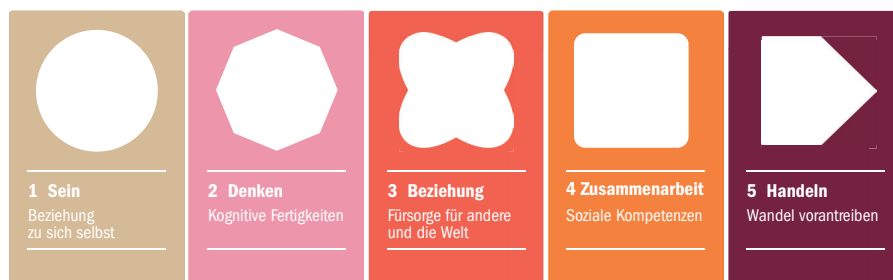 1 Sein
Beziehung
zu sich selbst
2 Denken
Kognitive Fertigkeiten
3 Beziehung
Fürsorge für andere
und die Welt
4 Zusammenarbeit
Soziale Kompetenzen
5 Handeln
Wandel vorantreiben